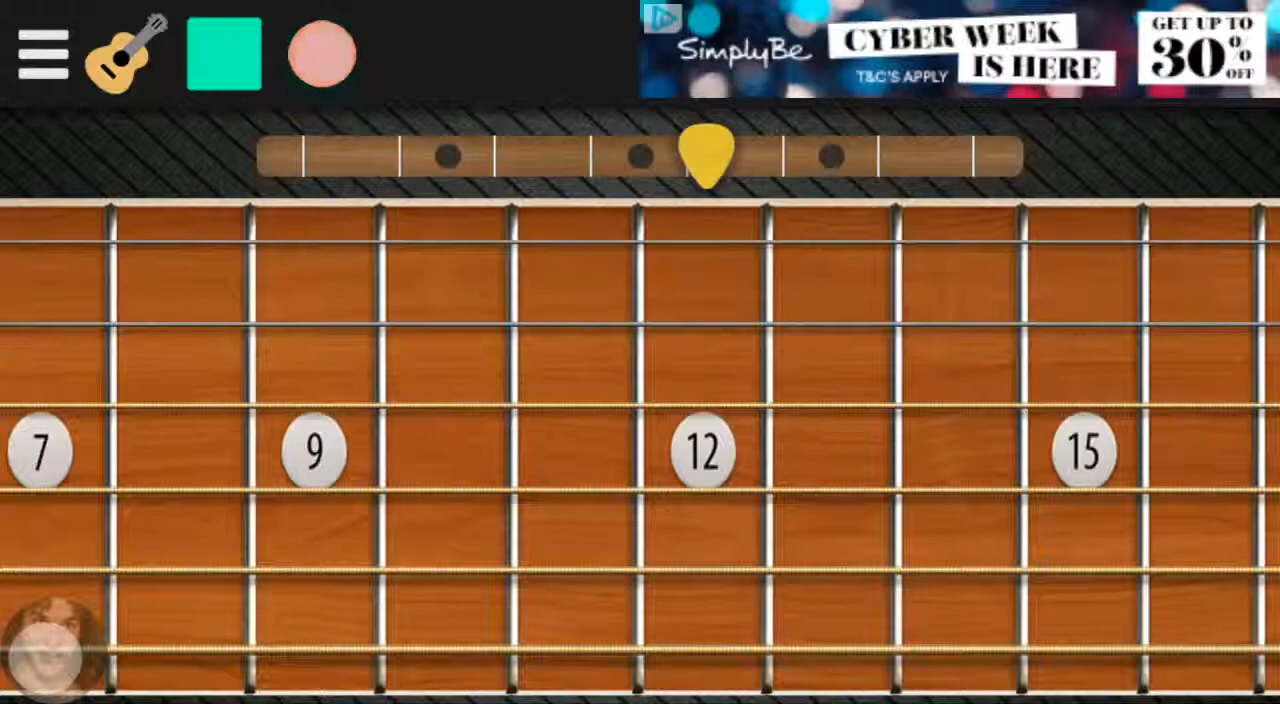 SimplyBe
CYBER WEEK
IS HERE
T&C'S APPLY
GET UP TO
30%
OFF
7
9
12
15